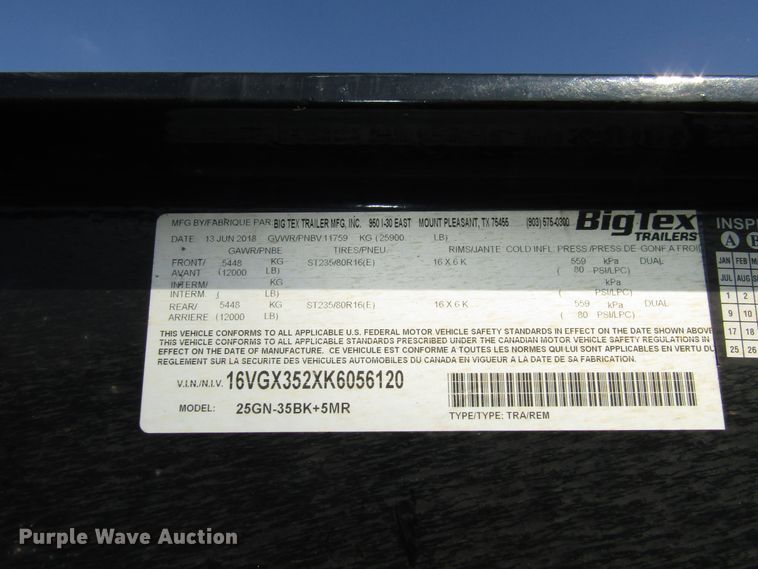 MFG BY/FABRIQUE PAR: BIG TEX TRAILER MFG, INC. 950 I-30 EAST MOUNT PLEASANT, TX 75455 (903) 575-0300 BigTex
TRAILERS
DATE: 13 JUN 2018 GVWR/PNBV 11759 KG (25900 LB)
GAWR/PNBE TIRES/PNEU. RIMS/JANTE COLD INFL. PRESS./PRESS DE-GONF A FROID
FRONT/ 5448 KG ST235/80R16(E) 16 X 6 K 559 kPa DUAL
AVANT (12000 LB) ( 80 PSI/LPC)
INTERM/ KG kPa
INTERM. ( LB) ( PSI/LPC)
REAR/ 5448 KG ST235/80R16(E) 16 X 6 K 559 kPa DUAL
ARRIERE (12000 LB) ( 80 PSI/LPC)
THIS VEHICLE CONFORMS TO ALL APPLICABLE U.S. FEDERAL MOTOR VEHICLE SAFETY STANDARDS IN EFFECT ON THE DATE SHOWN ABOVE
THIS VEHICLE CONFORMS TO ALL APPLICABLE STANDARDS PRESCRIBED UNDER THE CANADIAN MOTOR VEHICLE SAFETY REGULATIONS IN
EFFECT ON THE DATE OF MANUFACTURE. CE VEHICULE EST CONFORME A TOUTES LES NORMES QUI LUI SONT APPLICABLES EN VERTU DU
REGLEMENT SUR LA SECURITE DES VEHICULES AUTOMOBILES DU CANADA EN VIGUEUR A LA DATE DE SA FABRICATION.
V.I.N./N.I.V. 16VGX352XK6056120
MODEL: 25GN-35BK+5MR
TYPE/TYPE: TRA/REM
INSP
A
JAN FEB M
JUL AUG S
1 2
9 10
17 18
25 26
Purple Wave Auction